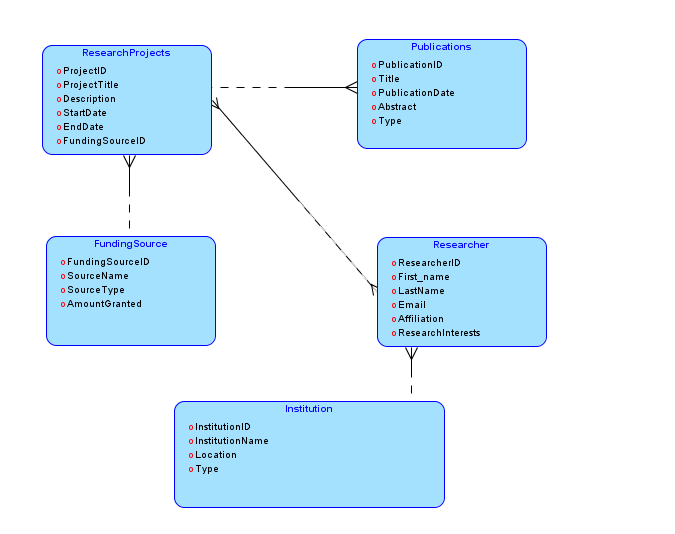 ResearchProjects
ProjectID
ProjectTitle
Description
StartDate
EndDate
FundingSourceID
Publications
PublicationID
Title
PublicationDate
Abstract
Type
FundingSource
FundingSourceID
SourceName
SourceType
AmountGranted
Researcher
ResearcherID
First_name
LastName
Email
Affiliation
ResearchInterests
Institution
InstitutionID
InstitutionName
Location
Type